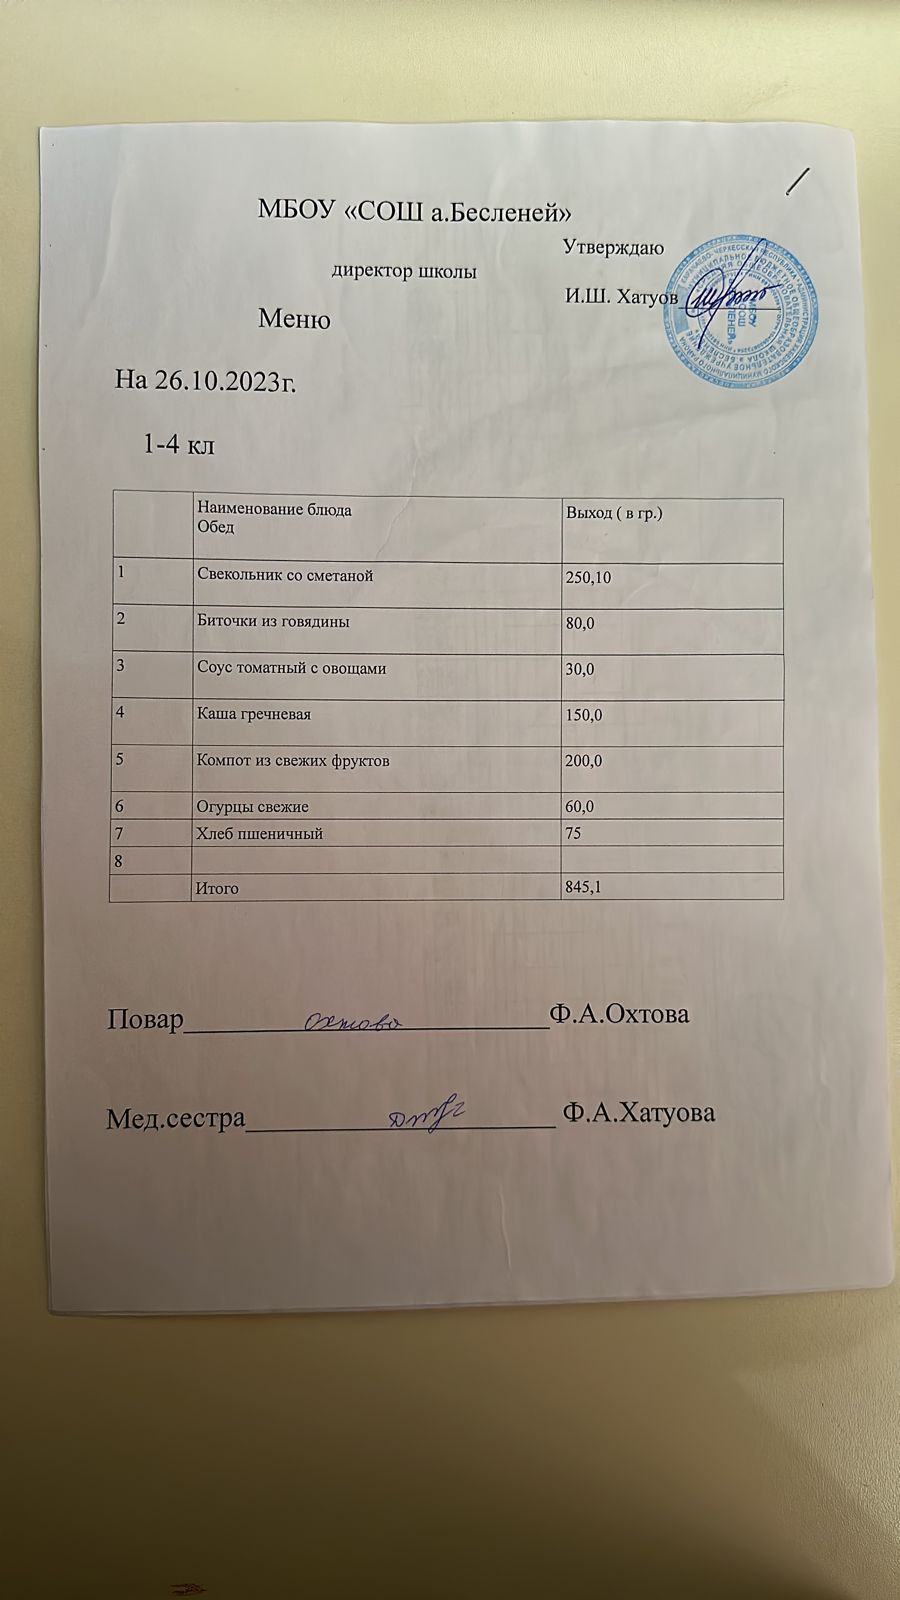 МБОУ «СОШ а.Бесленей»
Утверждаю
директор школы
И.Ш. Хатуов
Меню
На 26.10.2023г.
1-4 кл
Наименование блюда Выход ( в гр.)
Обед
1 Свекольник со сметаной 250,10
2 Биточки из говядины 80,0
3 Соус томатный с овощами 30,0
4 Каша гречневая 150,0
5 Компот из свежих фруктов 200,0
6 Огурцы свежие 60,0
7 Хлеб пшеничный 75
8
Итого 845,1
Повар Охтова Ф.А.Охтова
Мед.сестра Ф.А.Хатуова